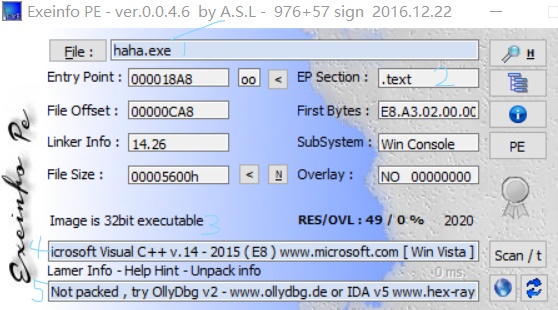 Exeinfo PE - ver.0.0.4.6 by A.S.L - 976+57 sign 2016.12.22
File : haha.exe 1 H
Entry Point : 000018A8 oo < EP Section : .text 2
File Offset : 00000CA8 First Bytes : E8.A3.02.00.0C
Linker Info : 14.26 SubSystem : Win Console PE
File Size : 00005600h < N Overlay : NO 00000000
Image is 32bit executable 3 RES/OVL : 49 / 0 % 2020
4 icrosoft Visual C++ v.14 - 2015 ( E8 ) www.microsoft.com [ Win Vista ] Scan / t
Lamer Info - Help Hint - Unpack info 0 ms.
5 Not packed , try OllyDbg v2 - www.ollydbg.de or IDA v5 www.hex-ray
Exeinfo Pe